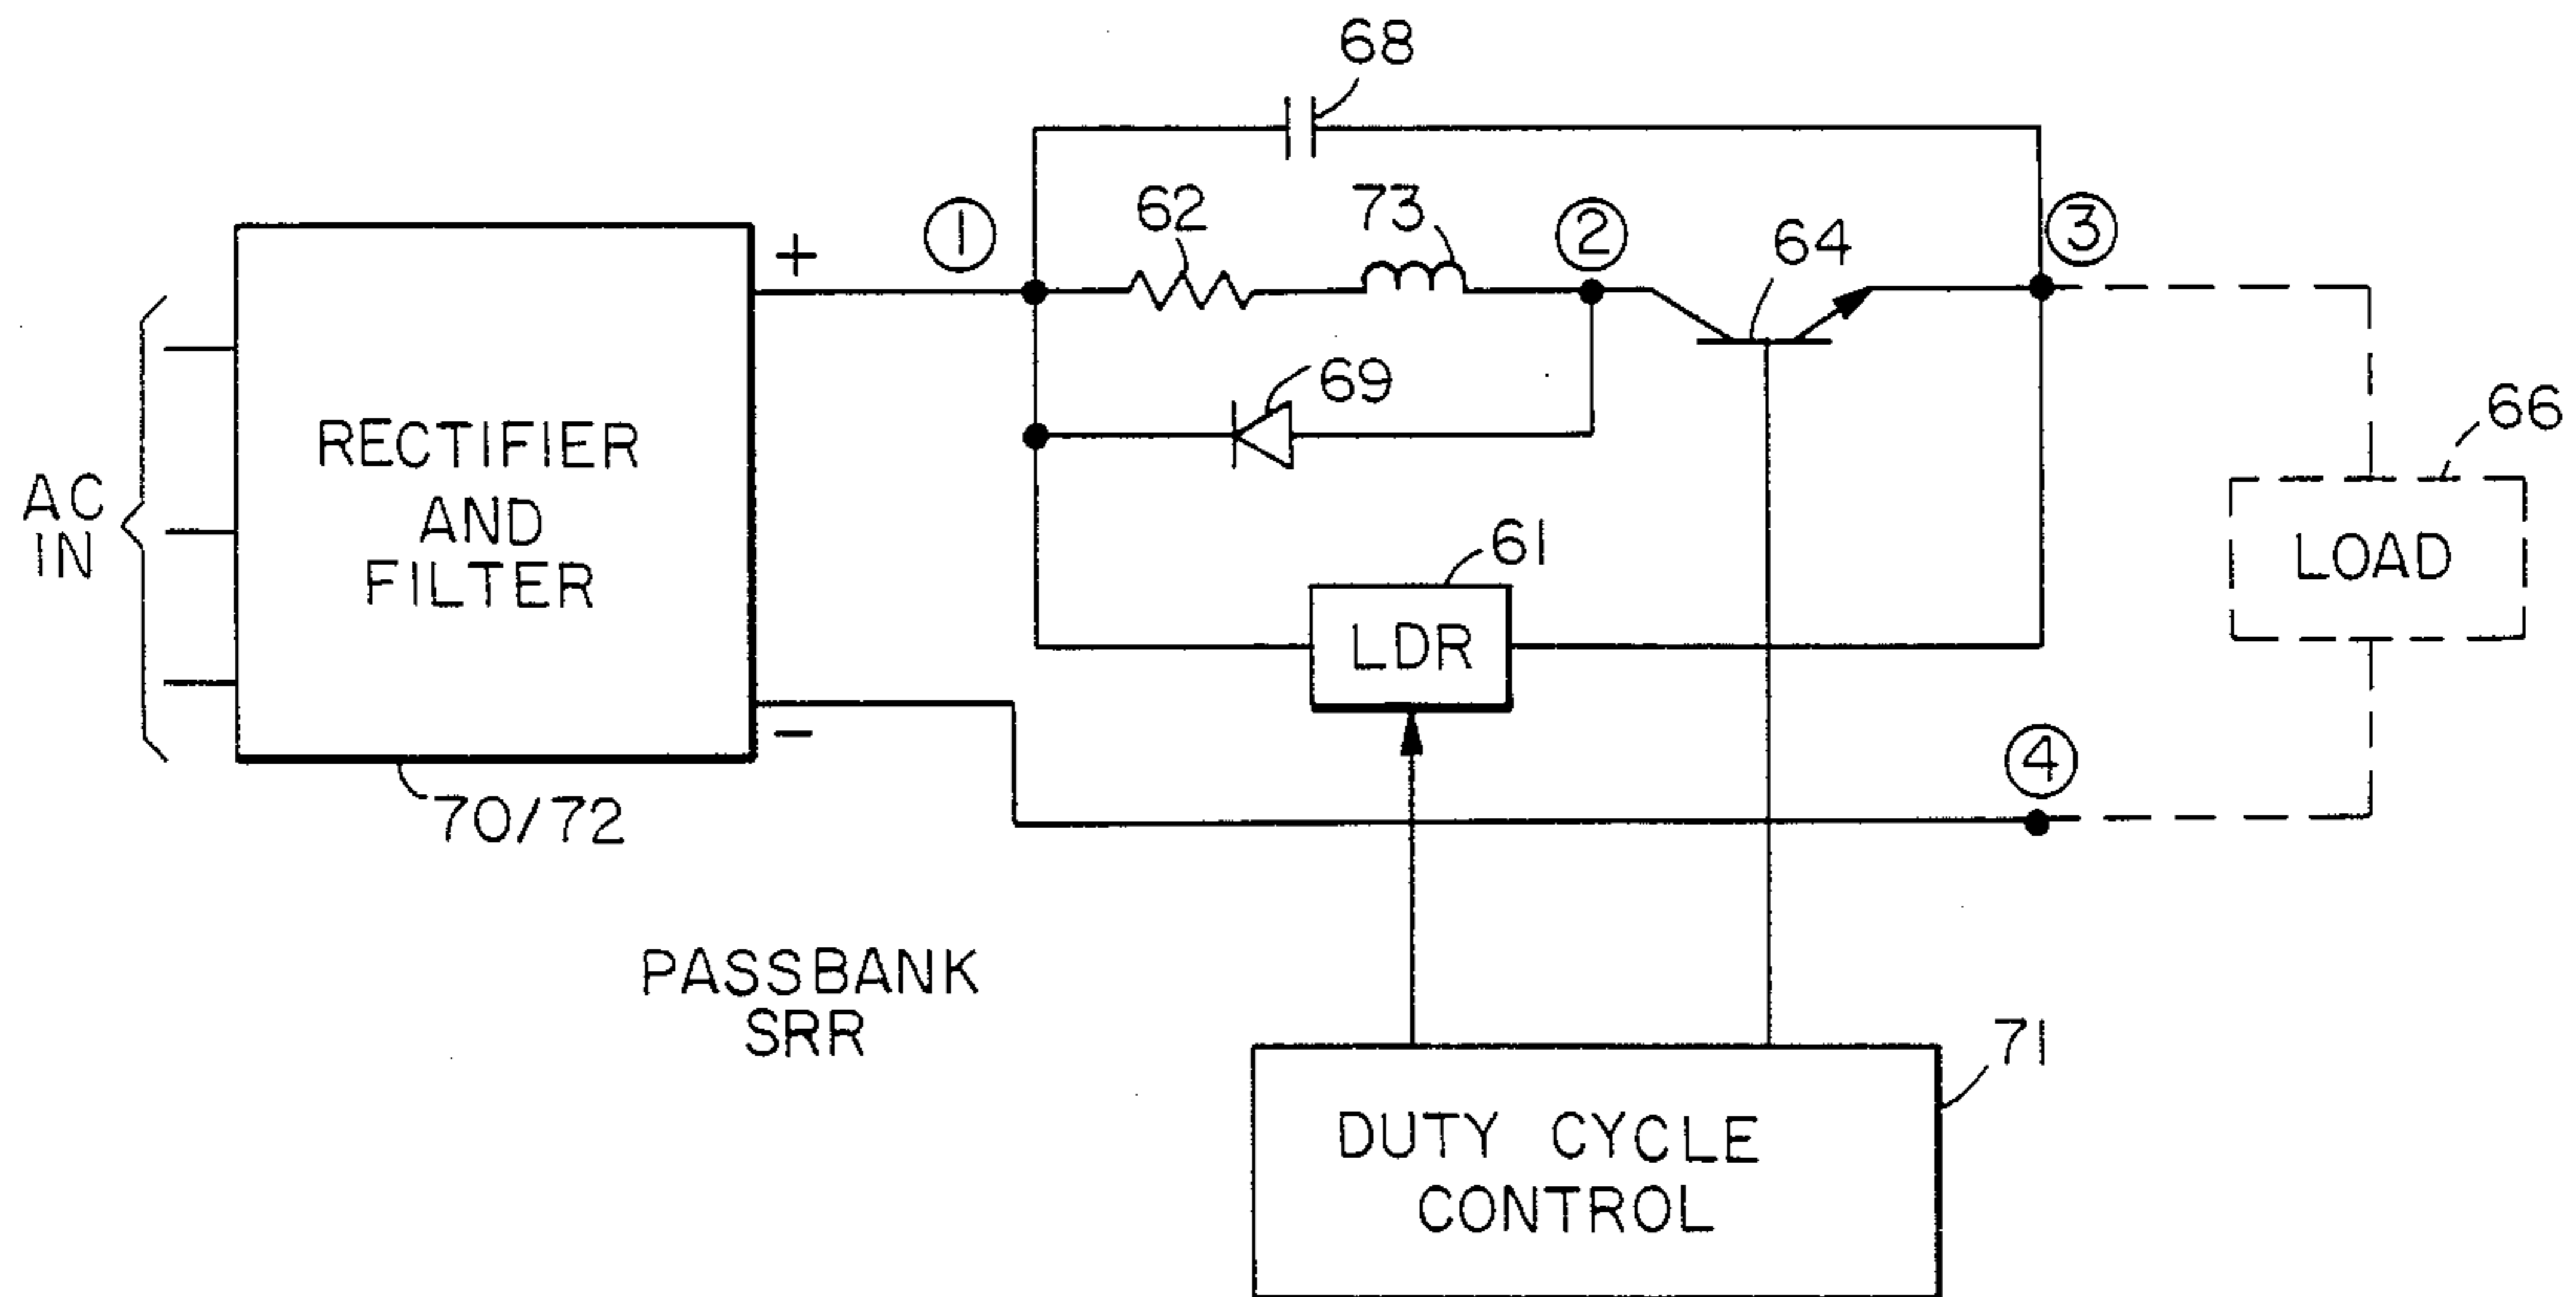 68
62
73
①
②
③
64
+
69
66
RECTIFIER
AND
FILTER
AC
IN
61
LDR
LOAD
−
④
70/72
PASSBANK
SRR
71
DUTY CYCLE
CONTROL